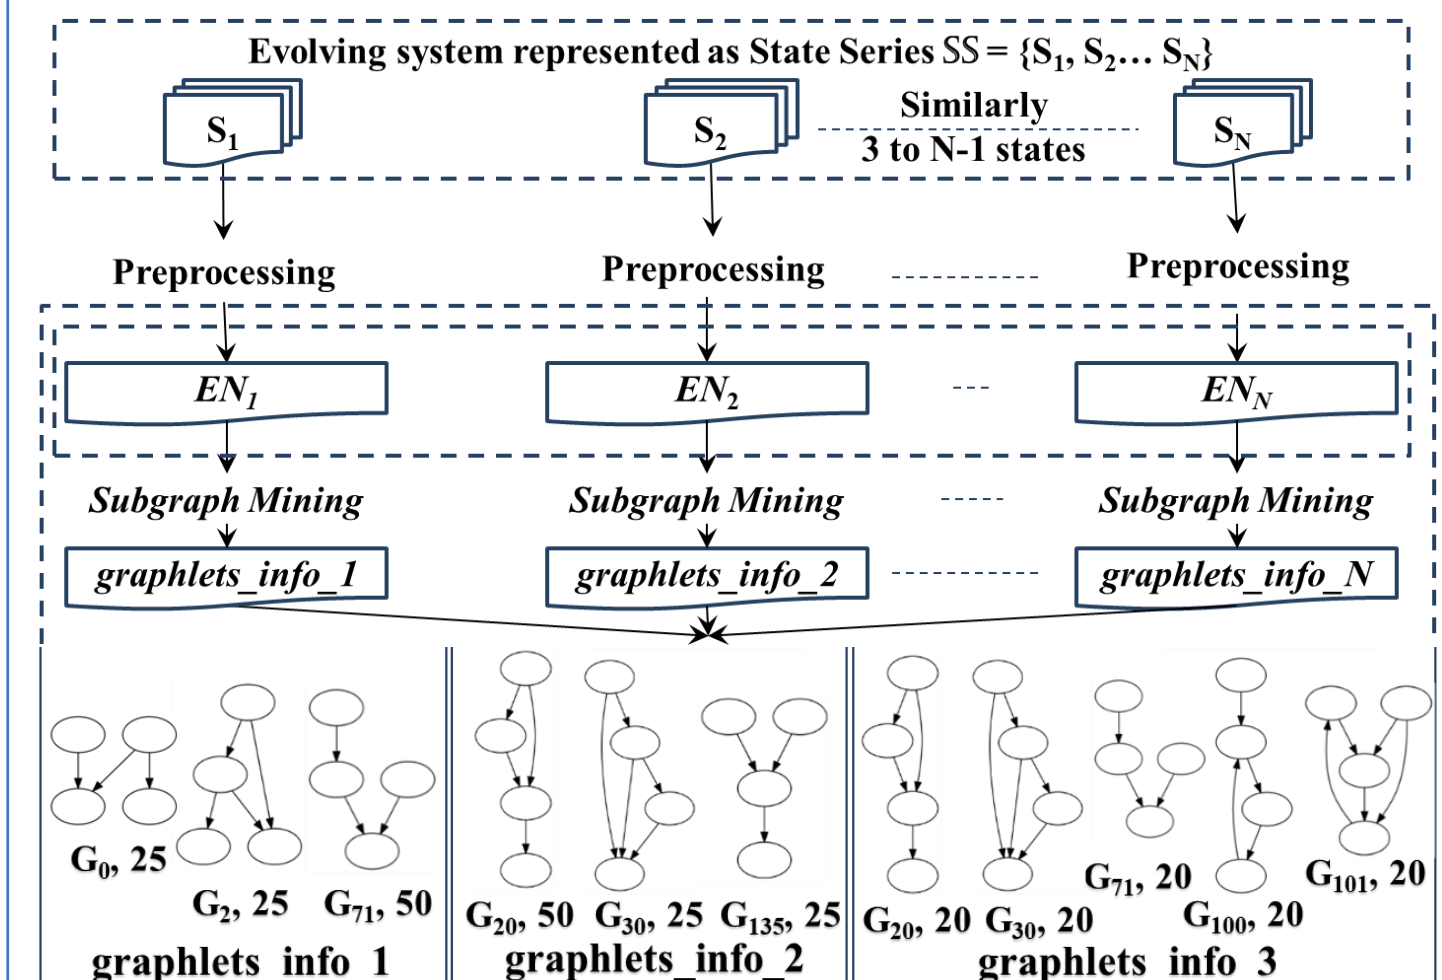 Evolving system represented as State Series SS = {S1, S2... SN}
S1
S2
Similarly
3 to N-1 states
SN
Preprocessing
Preprocessing
Preprocessing
EN1
EN2
ENN
Subgraph Mining
Subgraph Mining
Subgraph Mining
graphlets_info_1
graphlets_info_2
graphlets_info_N
G0, 25
G2, 25
G71, 50
G20, 50
G30, 25
G135, 25
G20, 20
G30, 20
G71, 20
G100, 20
G101, 20
graphlets_info_1
graphlets_info_2
graphlets_info_3